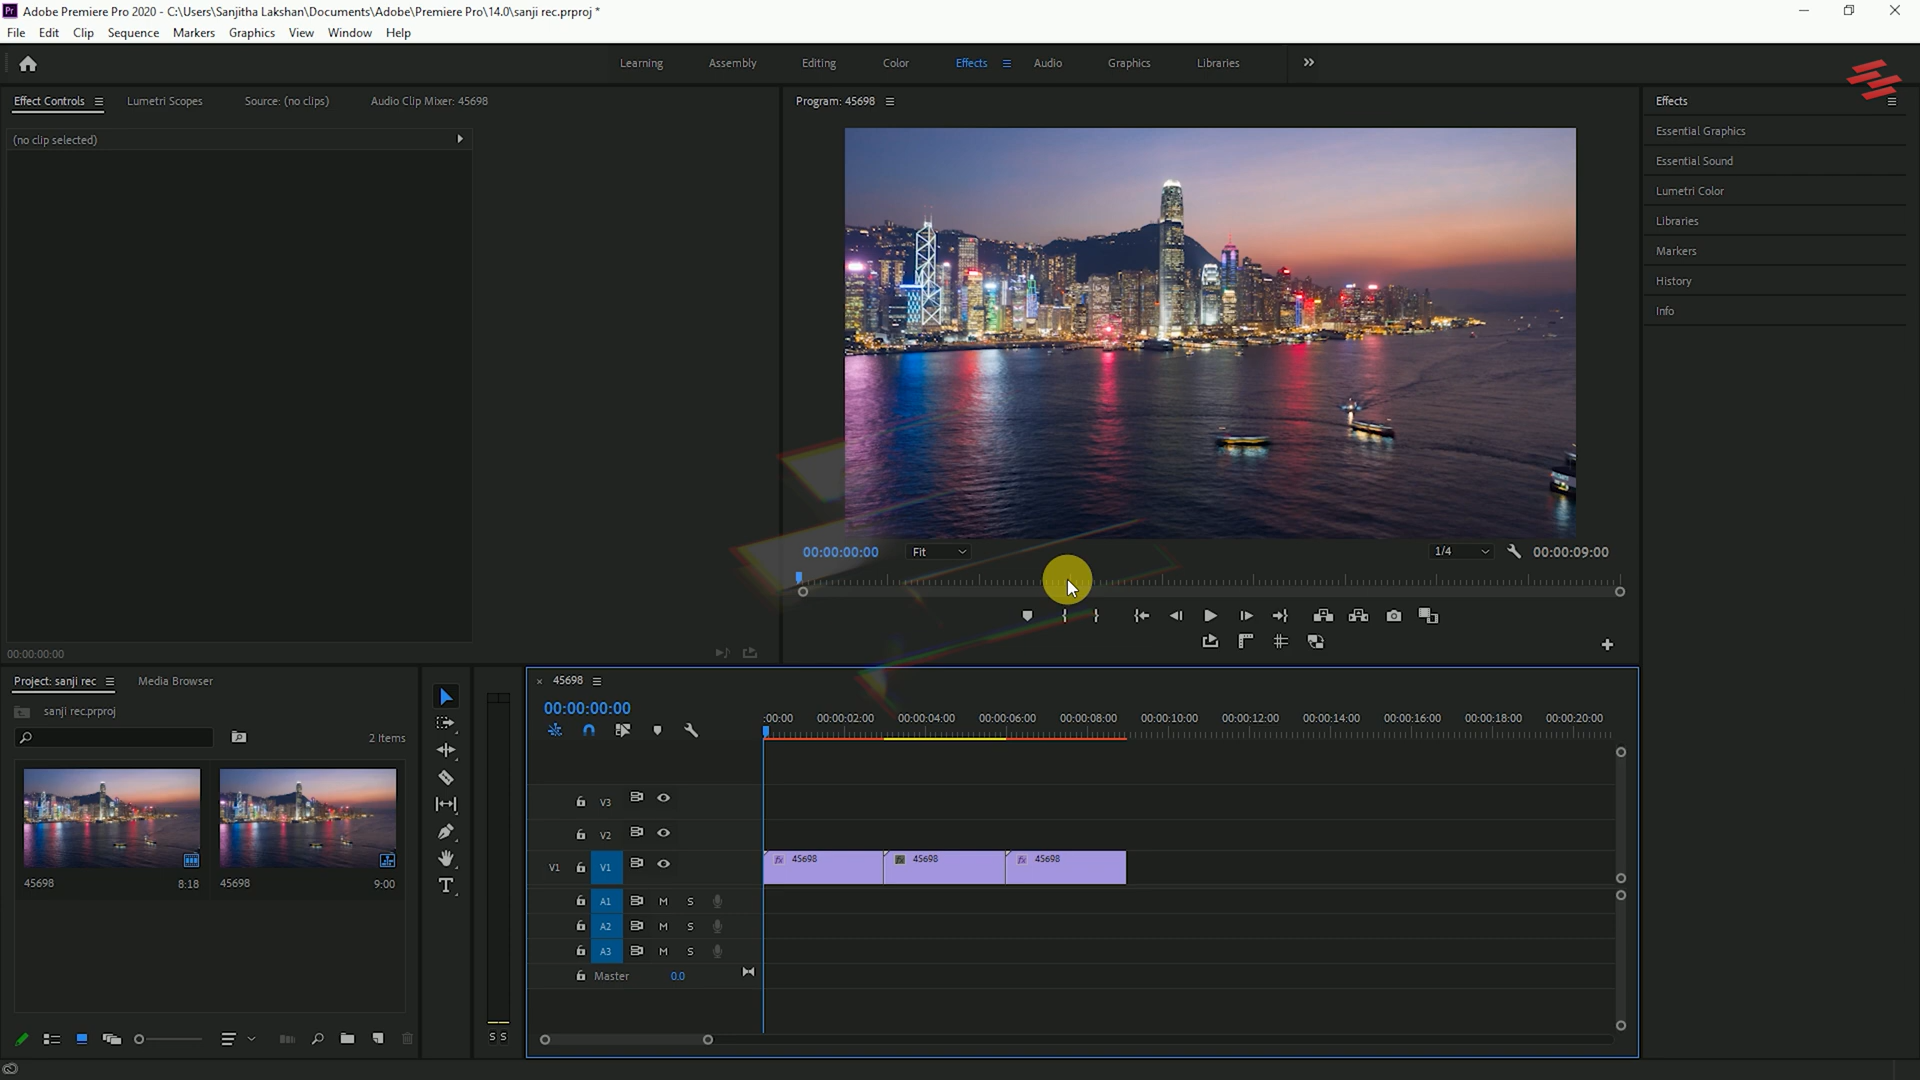 Pr Adobe Premiere Pro 2020 - C:\Users\Sanjitha Lakshan\Documents\Adobe\Premiere Pro\14.0\sanji rec.prproj *
File Edit Clip Sequence Markers Graphics View Window Help
Learning Assembly Editing Color Effects Audio Graphics Libraries
Effect Controls Lumetri Scopes Source: (no clips) Audio Clip Mixer: 45698
(no clip selected)
00:00:00:00
Program: 45698
00:00:00:00 Fit 1/4 00:00:09:00
Effects
Essential Graphics
Essential Sound
Lumetri Color
Libraries
Markers
History
Info
Project: sanji rec Media Browser
sanji rec.prproj
2 Items
45698 8:18 45698 9:00
T
S S
× 45698
00:00:00:00
:00:00 00:00:02:00 00:00:04:00 00:00:06:00 00:00:08:00 00:00:10:00 00:00:12:00 00:00:14:00 00:00:16:00 00:00:18:00 00:00:20:00
V3
V2
V1 V1 fx 45698 fx 45698 fx 45698
A1 M S
A2 M S
A3 M S
Master 0.0